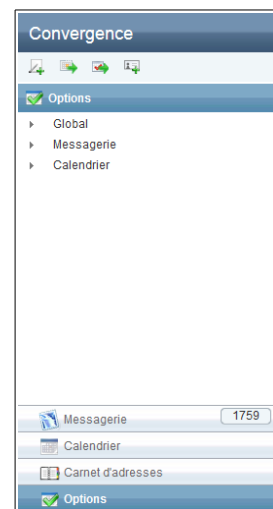 Convergence
Options
Global
Messagerie
Calendrier
Messagerie 1759
Calendrier
Carnet d'adresses
Options